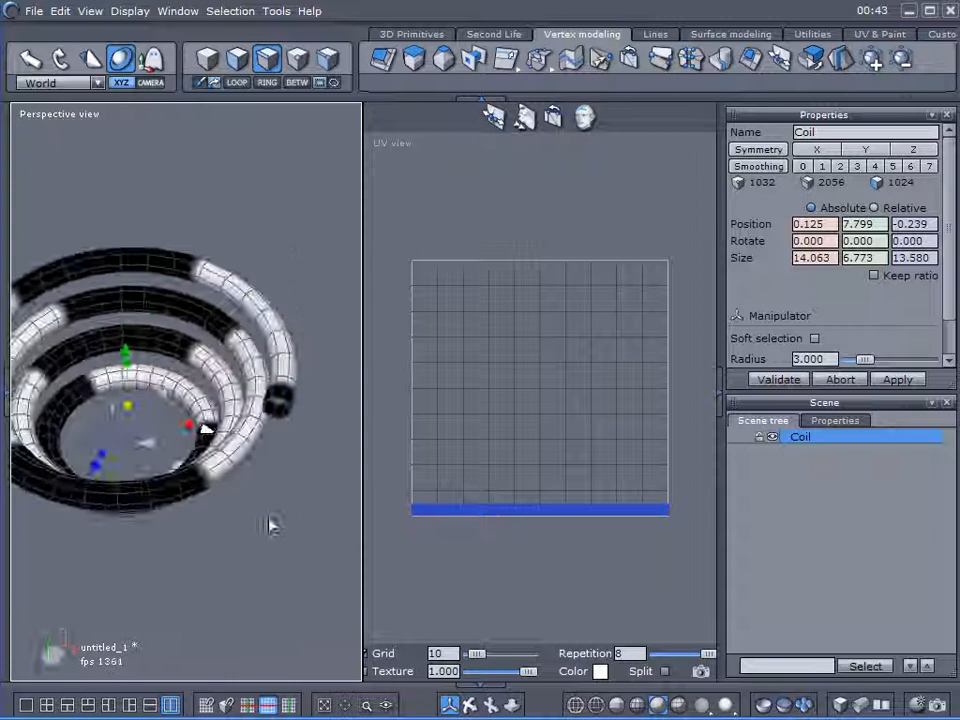 File Edit View Display Window Selection Tools Help 00:43
3D Primitives Second Life Vertex modeling Lines Surface modeling Utilities UV & Paint Custo
World XYZ CAMERA LOOP RING BETW
Perspective view
UV view
Properties
Name Coil
Symmetry X Y Z
Smoothing 0 1 2 3 4 5 6 7
1032 2056 1024
Absolute Relative
Position 0.125 7.799 -0.239
Rotate 0.000 0.000 0.000
Size 14.063 6.773 13.580
Keep ratio
Manipulator
Soft selection
Radius 3.000
Validate Abort Apply
Scene
Scene tree Properties
Coil
untitled_1 *
fps 1361
Grid 10 Repetition 8
Texture 1.000 Color Split
Select